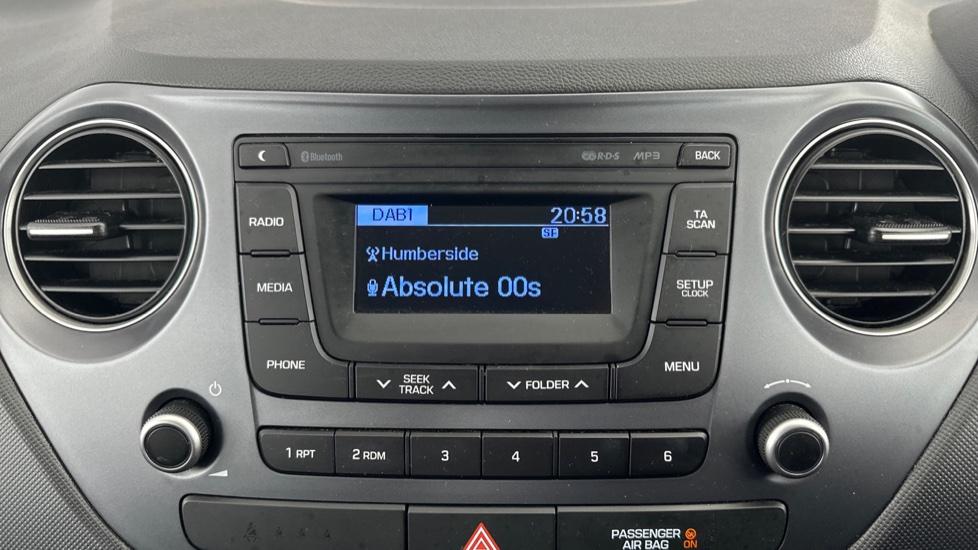 Bluetooth
R·D·S
MP3
BACK
RADIO
DAB1
20:58
TA
SCAN
SF
Humberside
MEDIA
Absolute 00s
SETUP
CLOCK
PHONE
SEEK
TRACK
FOLDER
MENU
1 RPT
2 RDM
3
4
5
6
PASSENGER
AIR BAG
ON